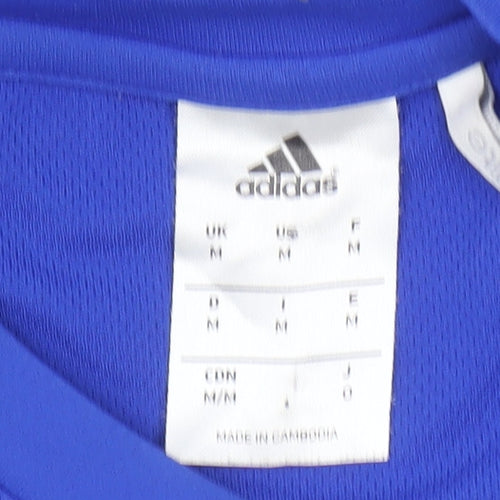 adidas
UK US F
M M M
D I E
M M M
CDN J
M/M O
MADE IN CAMBODIA